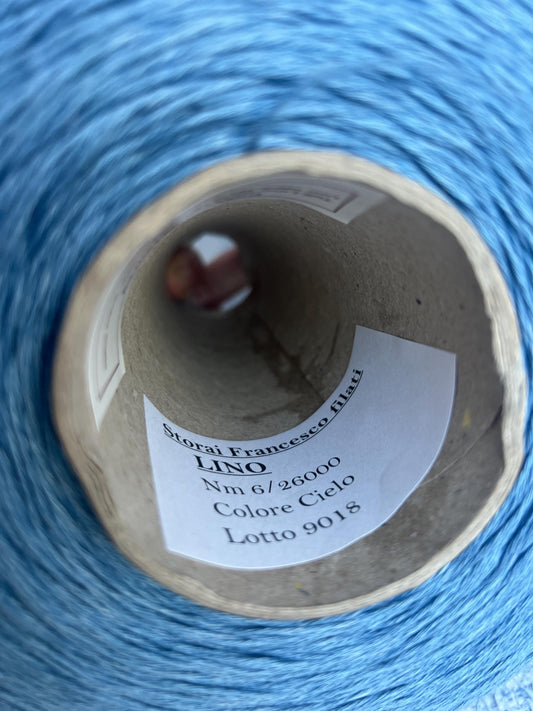 Storai Francesco filati
LINO
Nm 6/26000
Colore Cielo
Lotto 9018